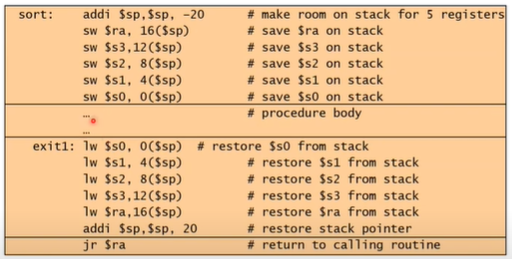 sort: addi $sp,$sp, -20 # make room on stack for 5 registers
sw $ra, 16($sp) # save $ra on stack
sw $s3,12($sp) # save $s3 on stack
sw $s2, 8($sp) # save $s2 on stack
sw $s1, 4($sp) # save $s1 on stack
sw $s0, 0($sp) # save $s0 on stack
… # procedure body
…
exit1: lw $s0, 0($sp) # restore $s0 from stack
lw $s1, 4($sp) # restore $s1 from stack
lw $s2, 8($sp) # restore $s2 from stack
lw $s3,12($sp) # restore $s3 from stack
lw $ra,16($sp) # restore $ra from stack
addi $sp,$sp, 20 # restore stack pointer
jr $ra # return to calling routine